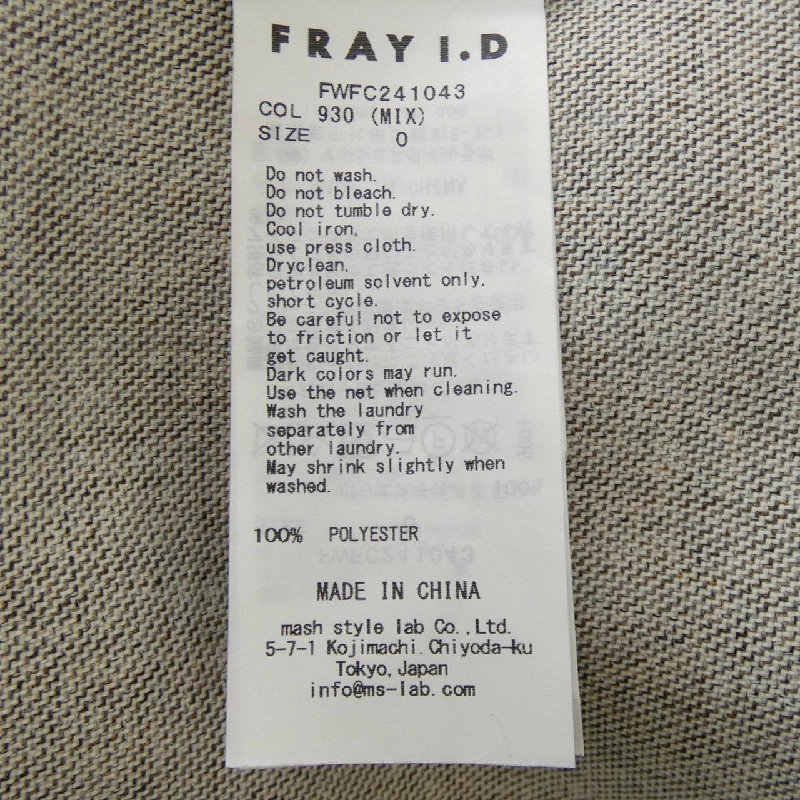 FRAY I.D
FWFC241043
COL 930 (MIX)
SIZE 0
Do not wash.
Do not bleach.
Do not tumble dry.
Cool iron,
use press cloth.
Dryclean,
petroleum solvent only.
short cycle.
Be careful not to expose
to friction or let it
get caught.
Dark colors may run.
Use the net when cleaning.
Wash the laundry
separately from
other laundry.
May shrink slightly when
washed.
100% POLYESTER
MADE IN CHINA
mash style lab Co.,Ltd.
5-7-1 Kojimachi.Chiyoda-ku
Tokyo,Japan
info@ms-lab.com